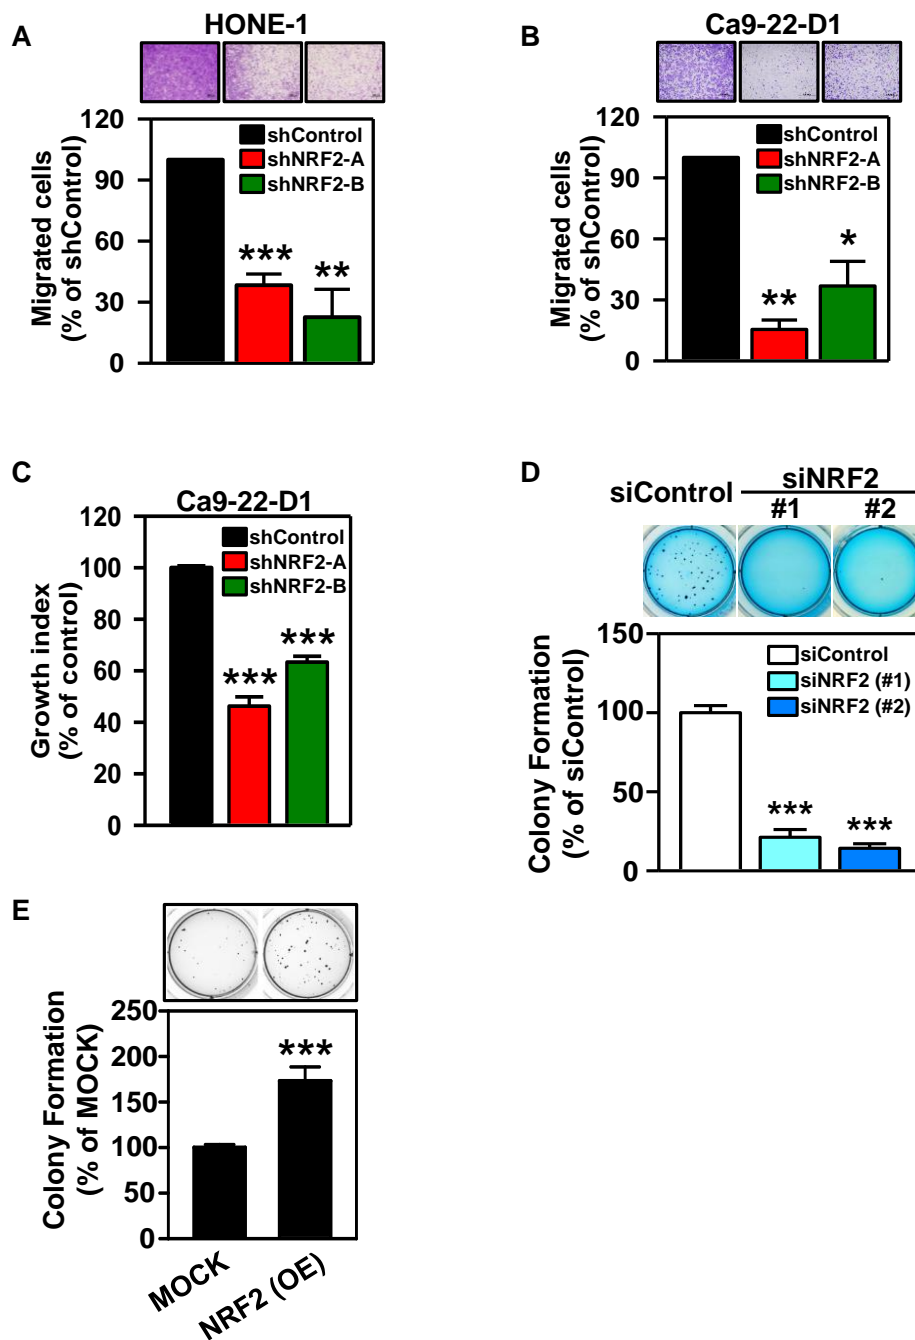 A
HONE-1
Migrated cells
(% of shControl)
120
90
60
30
0
shControl
shNRF2-A
shNRF2-B
***
**
B
Ca9-22-D1
Migrated cells
(% of shControl)
120
90
60
30
0
shControl
shNRF2-A
shNRF2-B
**
*
C
Ca9-22-D1
Growth index
(% of control)
120
100
80
60
40
20
0
shControl
shNRF2-A
shNRF2-B
***
***
D
siControl
siNRF2
#1
#2
Colony Formation
(% of siControl)
150
100
50
0
siControl
siNRF2 (#1)
siNRF2 (#2)
***
***
E
Colony Formation
(% of MOCK)
250
200
150
100
50
0
***
MOCK
NRF2 (OE)